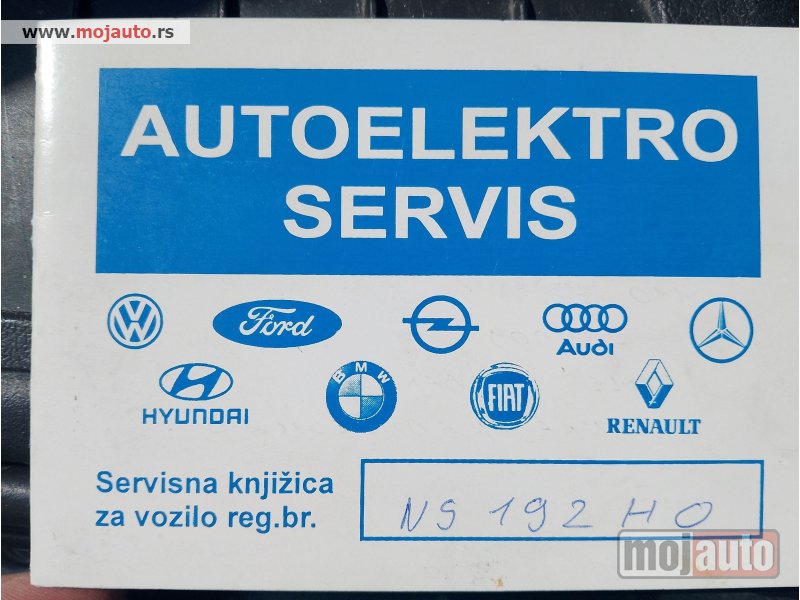 www.mojauto.rs
AUTOELEKTRO
SERVIS
Ford
Audi
HYUNDAI
BMW
FIAT
RENAULT
Servisna knjižica
za vozilo reg.br.
NS 192 HO
mojauto